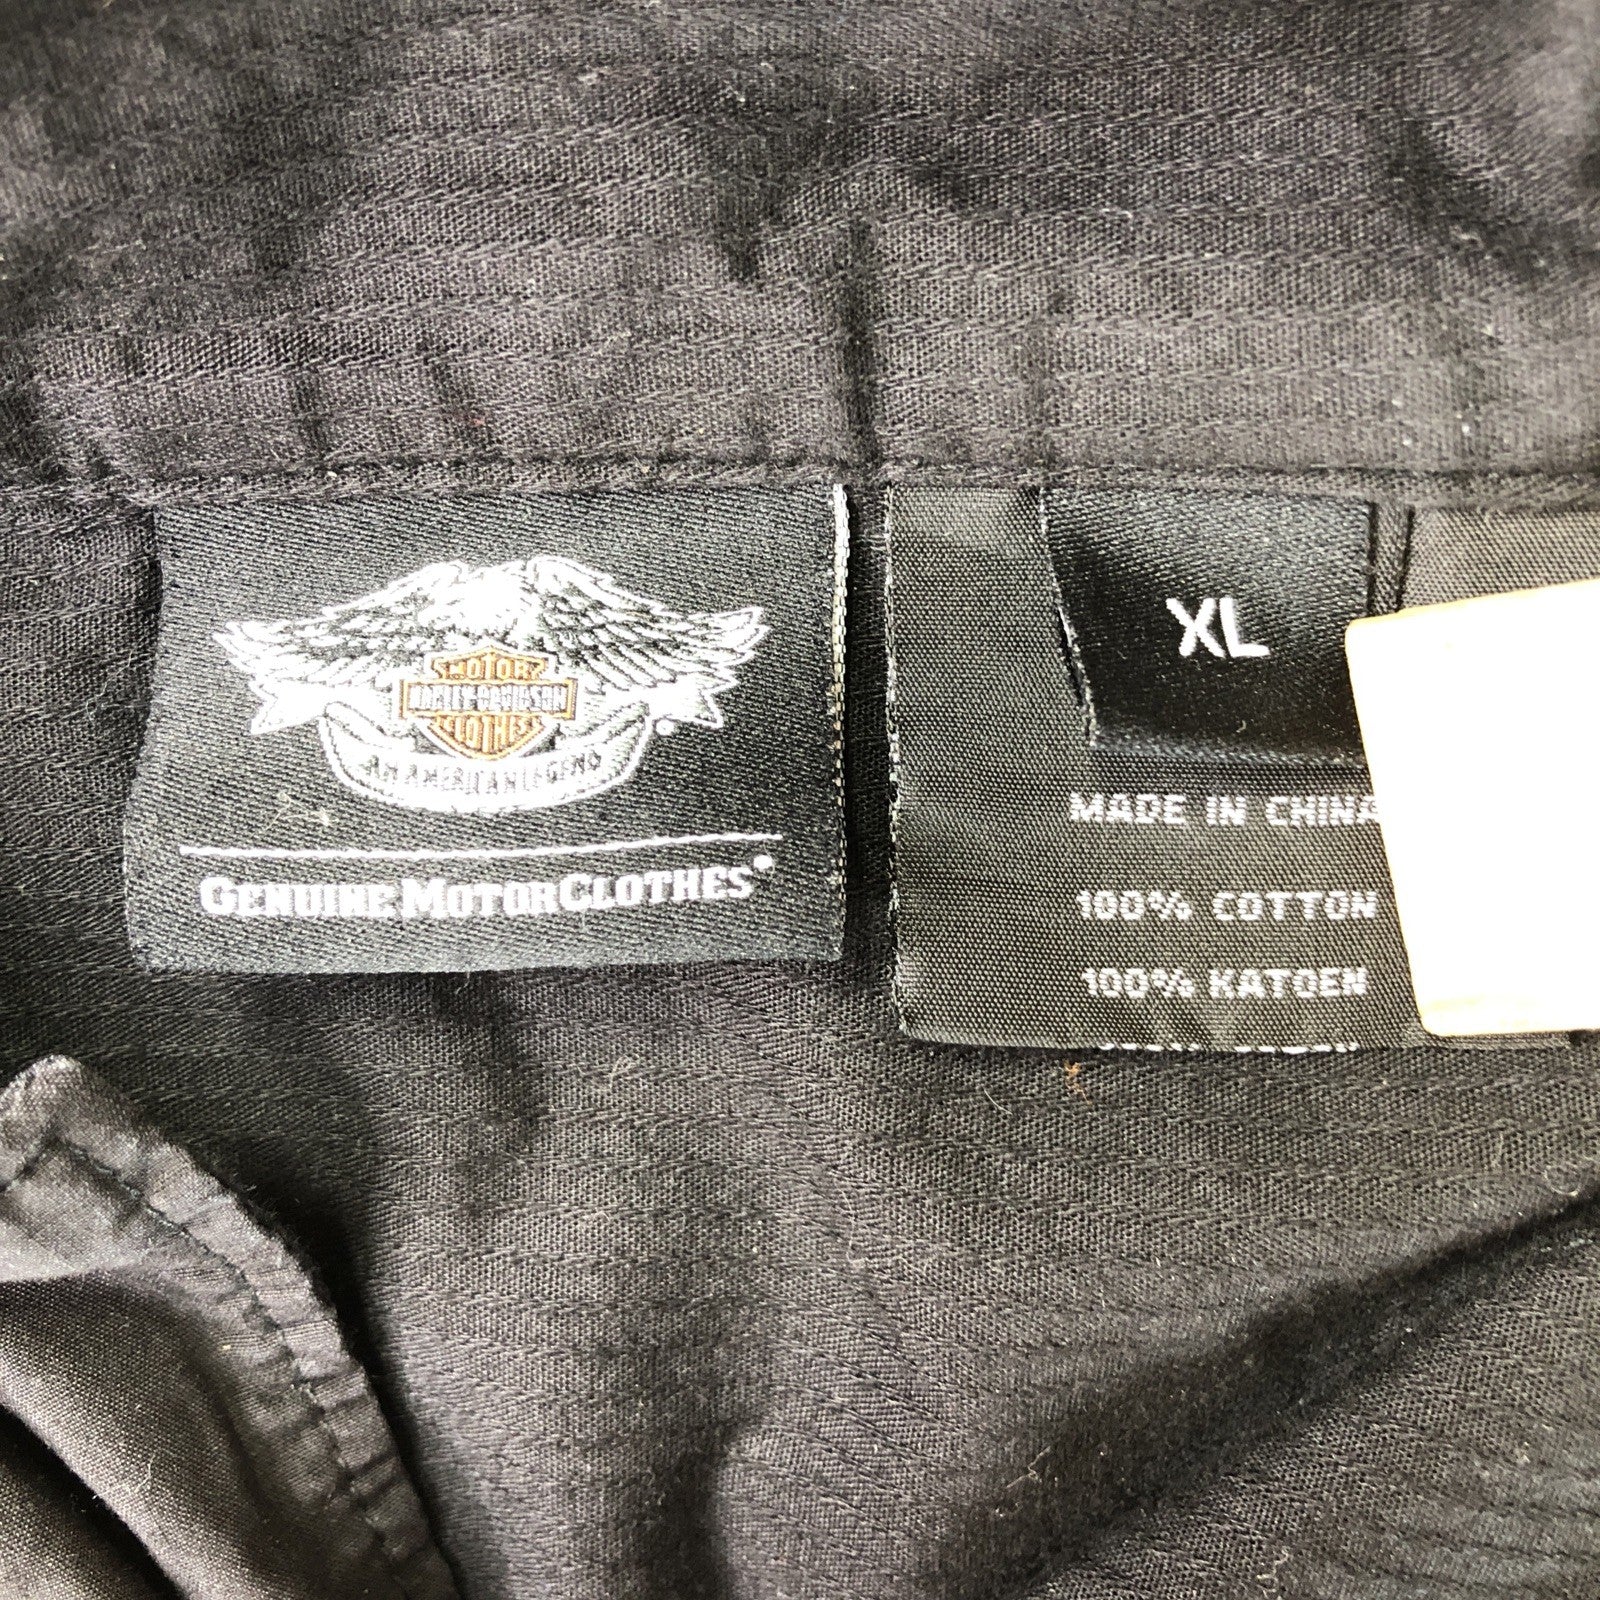 MOTOR
HARLEY-DAVIDSON
CLOTHES
®
AN AMERICAN LEGEND
GENUINE MOTORCLOTHES®
XL
MADE IN CHINA
100% COTTON
100% KATOEN